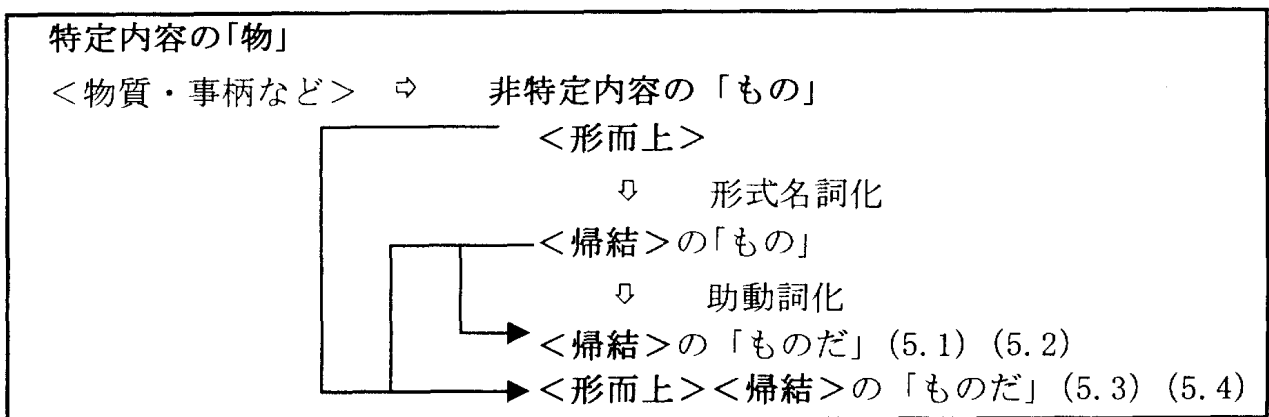 特定内容の「物」
＜物質・事柄など＞ ⇨ 非特定内容の「もの」
＜形而上＞
⇩ 形式名詞化
＜帰結＞の「もの」
⇩ 助動詞化
＜帰結＞の「ものだ」(5.1) (5.2)
＜形而上＞＜帰結＞の「ものだ」(5.3) (5.4)